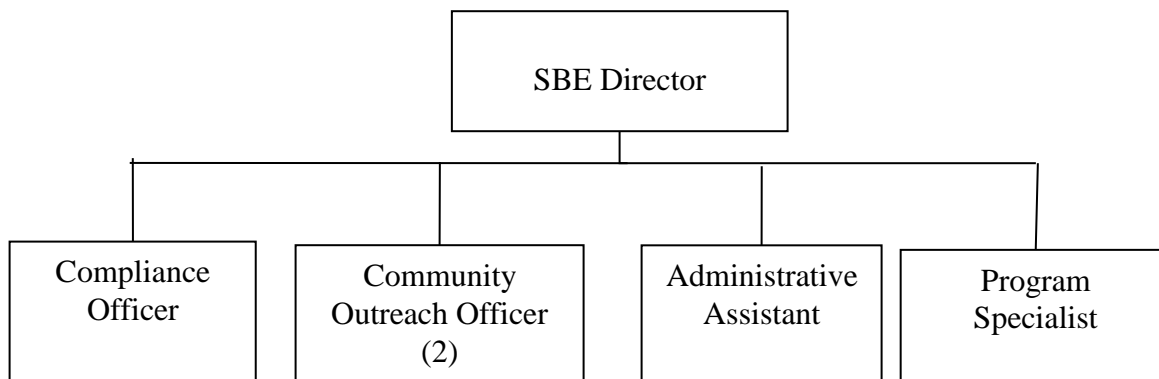 SBE Director
Compliance
Officer
Community
Outreach Officer
(2)
Administrative
Assistant
Program
Specialist